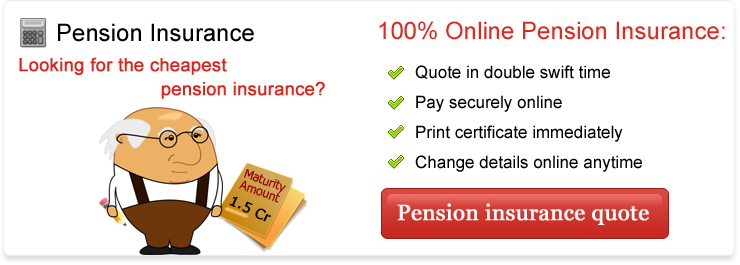 Pension Insurance
Looking for the cheapest
pension insurance?
Maturity
Amount
1.5 Cr
100% Online Pension Insurance:
Quote in double swift time
Pay securely online
Print certificate immediately
Change details online anytime
Pension insurance quote